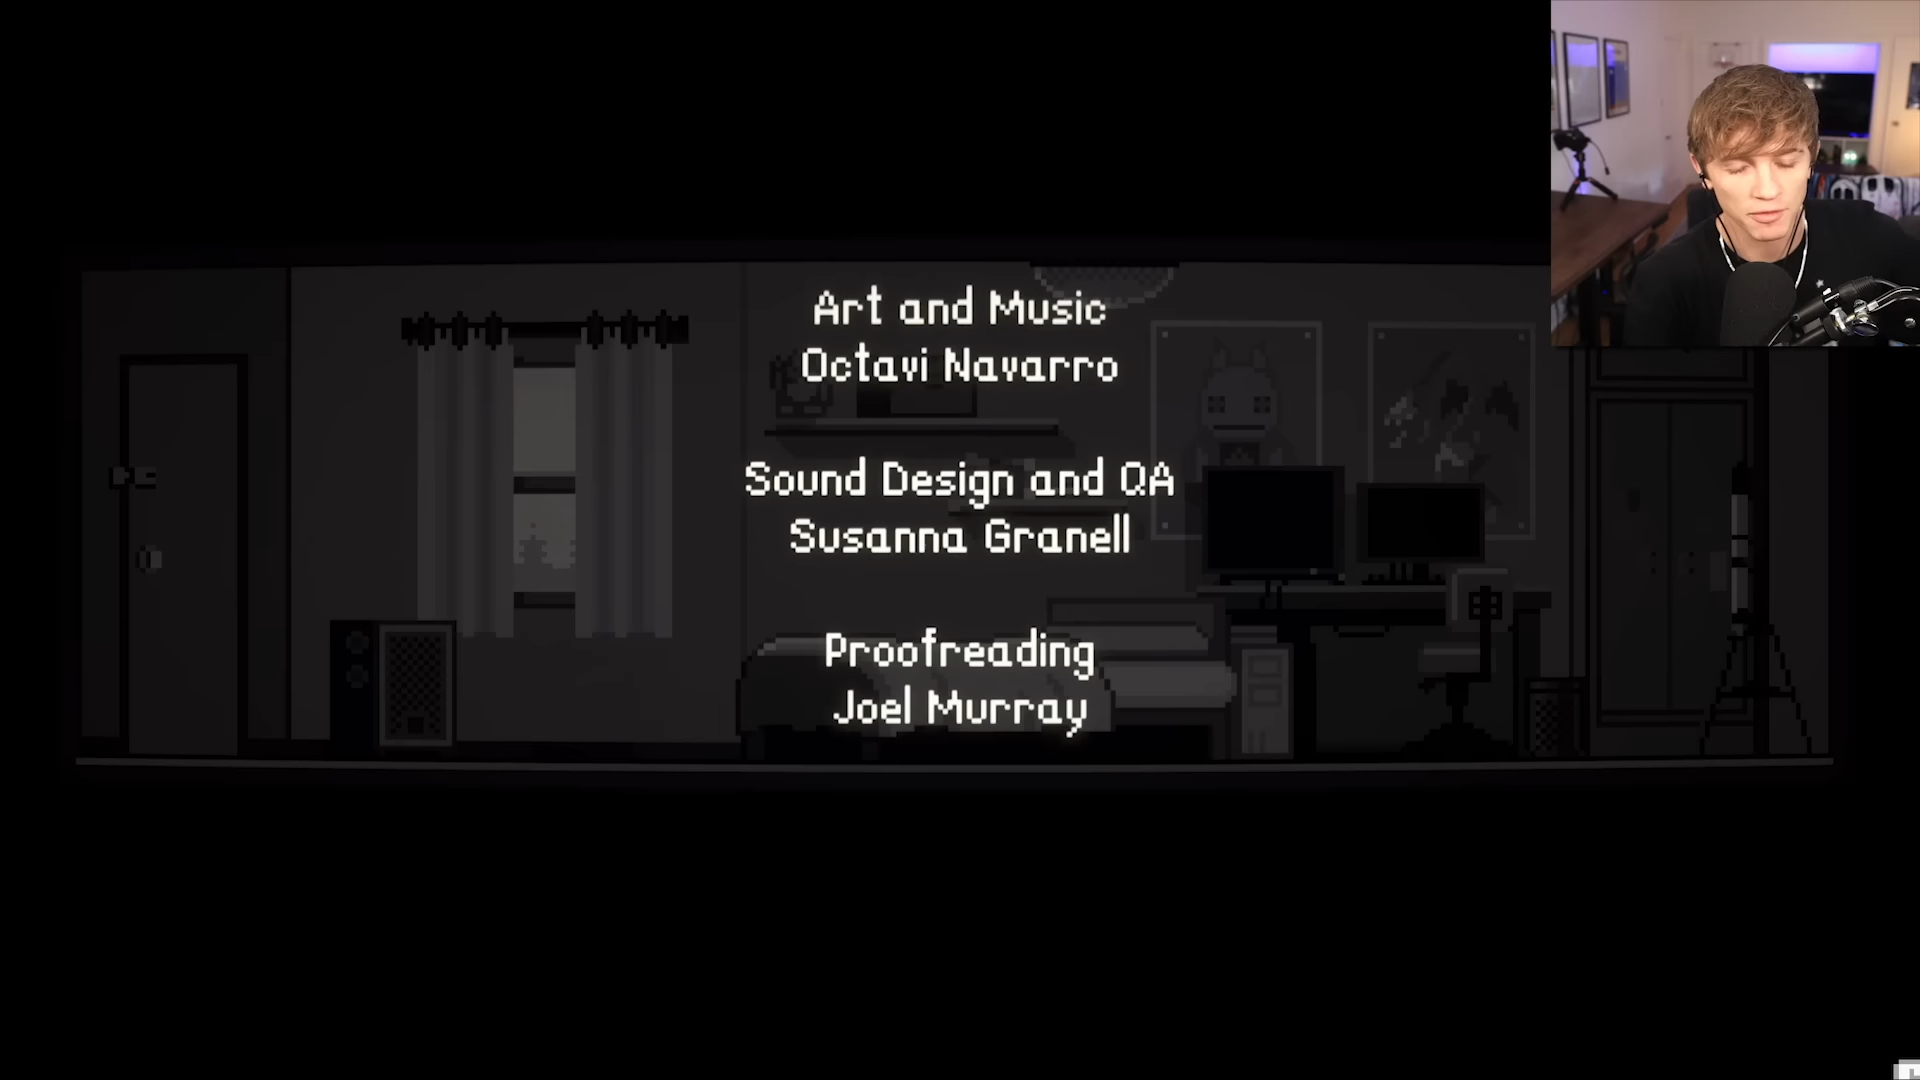 Art and Music
Octavi Navarro
Sound Design and QA
Susanna Granell
Proofreading
Joel Murray